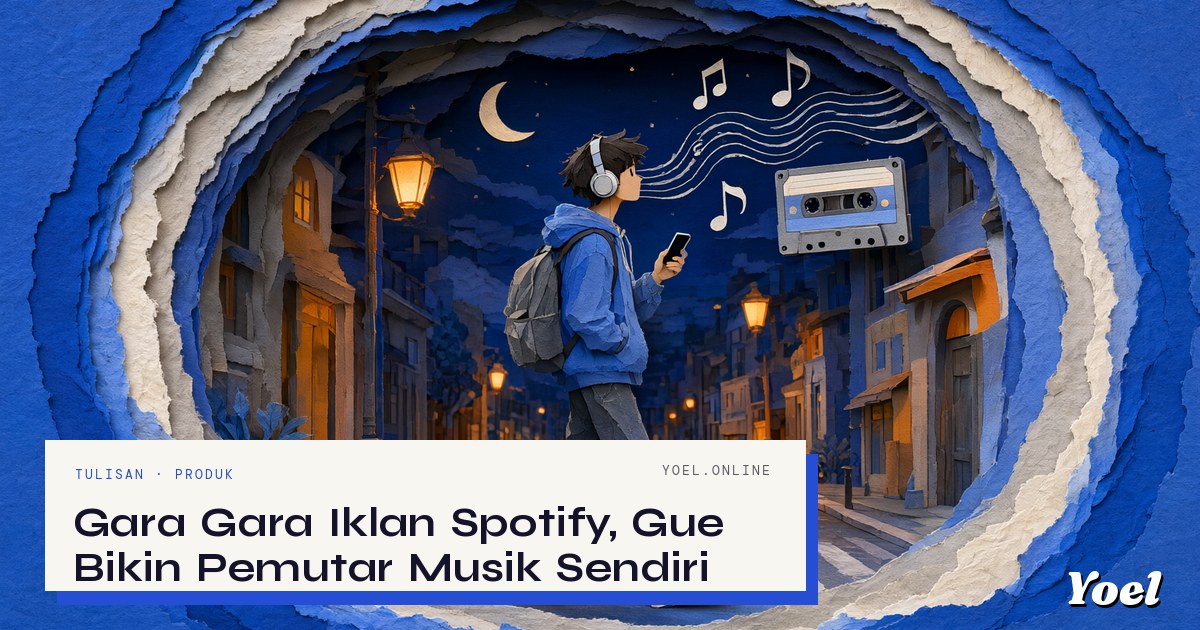 TULISAN · PRODUK
YOEL.ONLINE
Gara Gara Iklan Spotify, Gue
Bikin Pemutar Musik Sendiri
Yoel